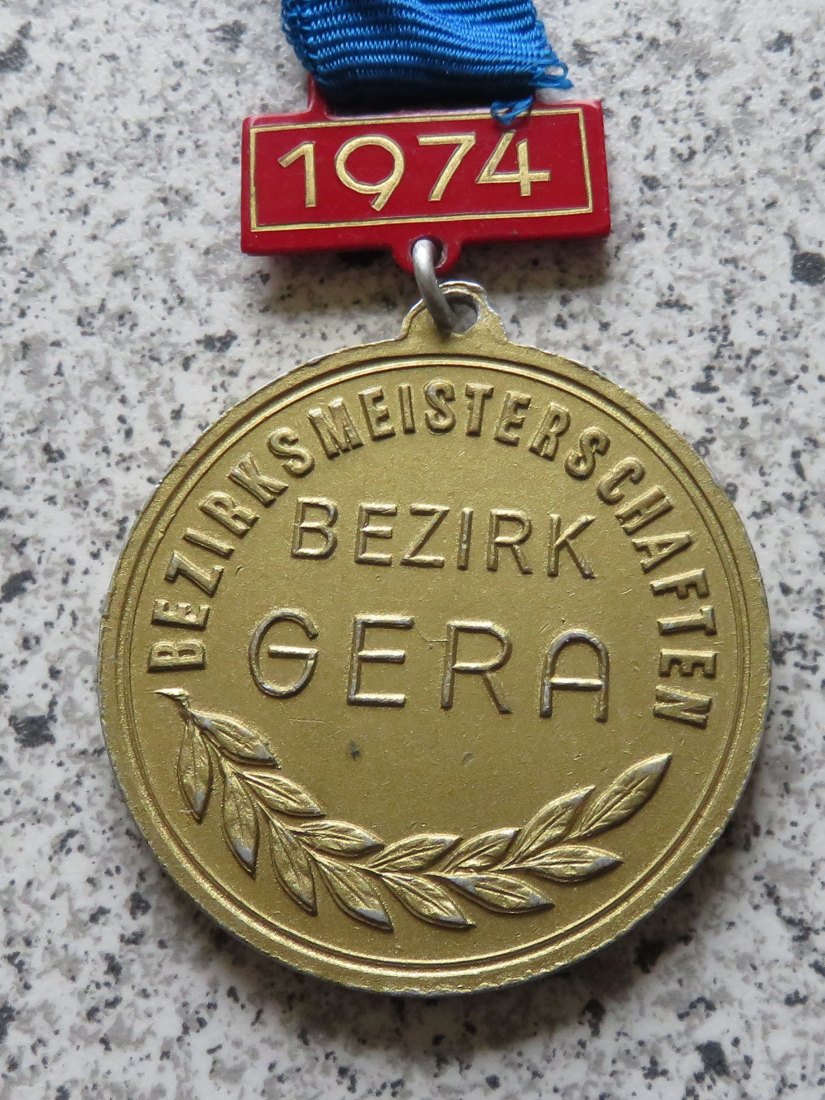 1974
BEZIRKSMEISTERSCHAFTEN
BEZIRK
GERA